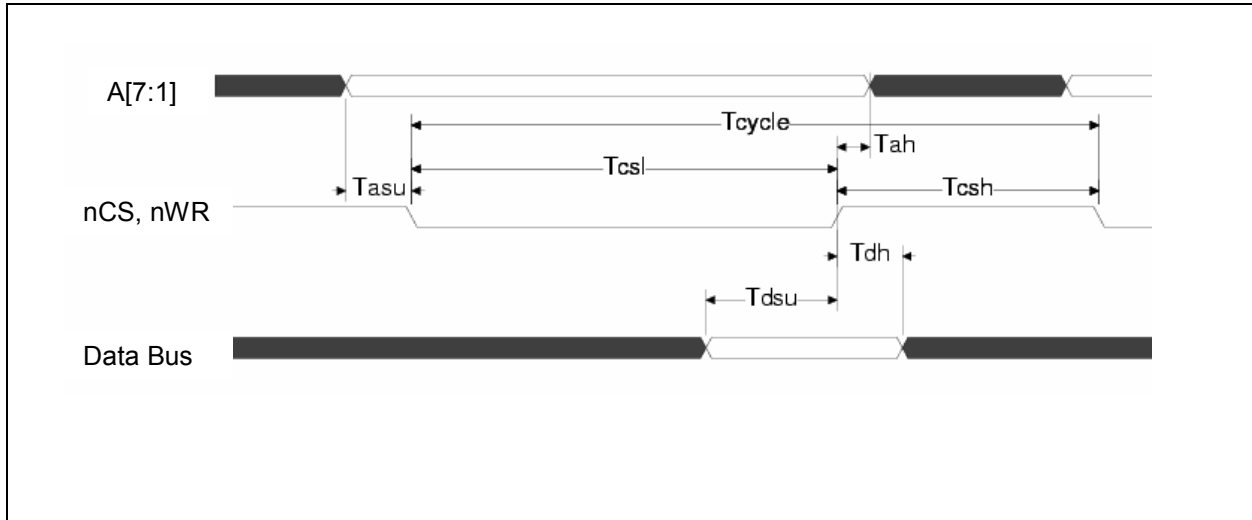 A[7:1]
Tcycle
Tah
Tcsl
Tasu
Tcsh
nCS, nWR
Tdh
Tdsu
Data Bus